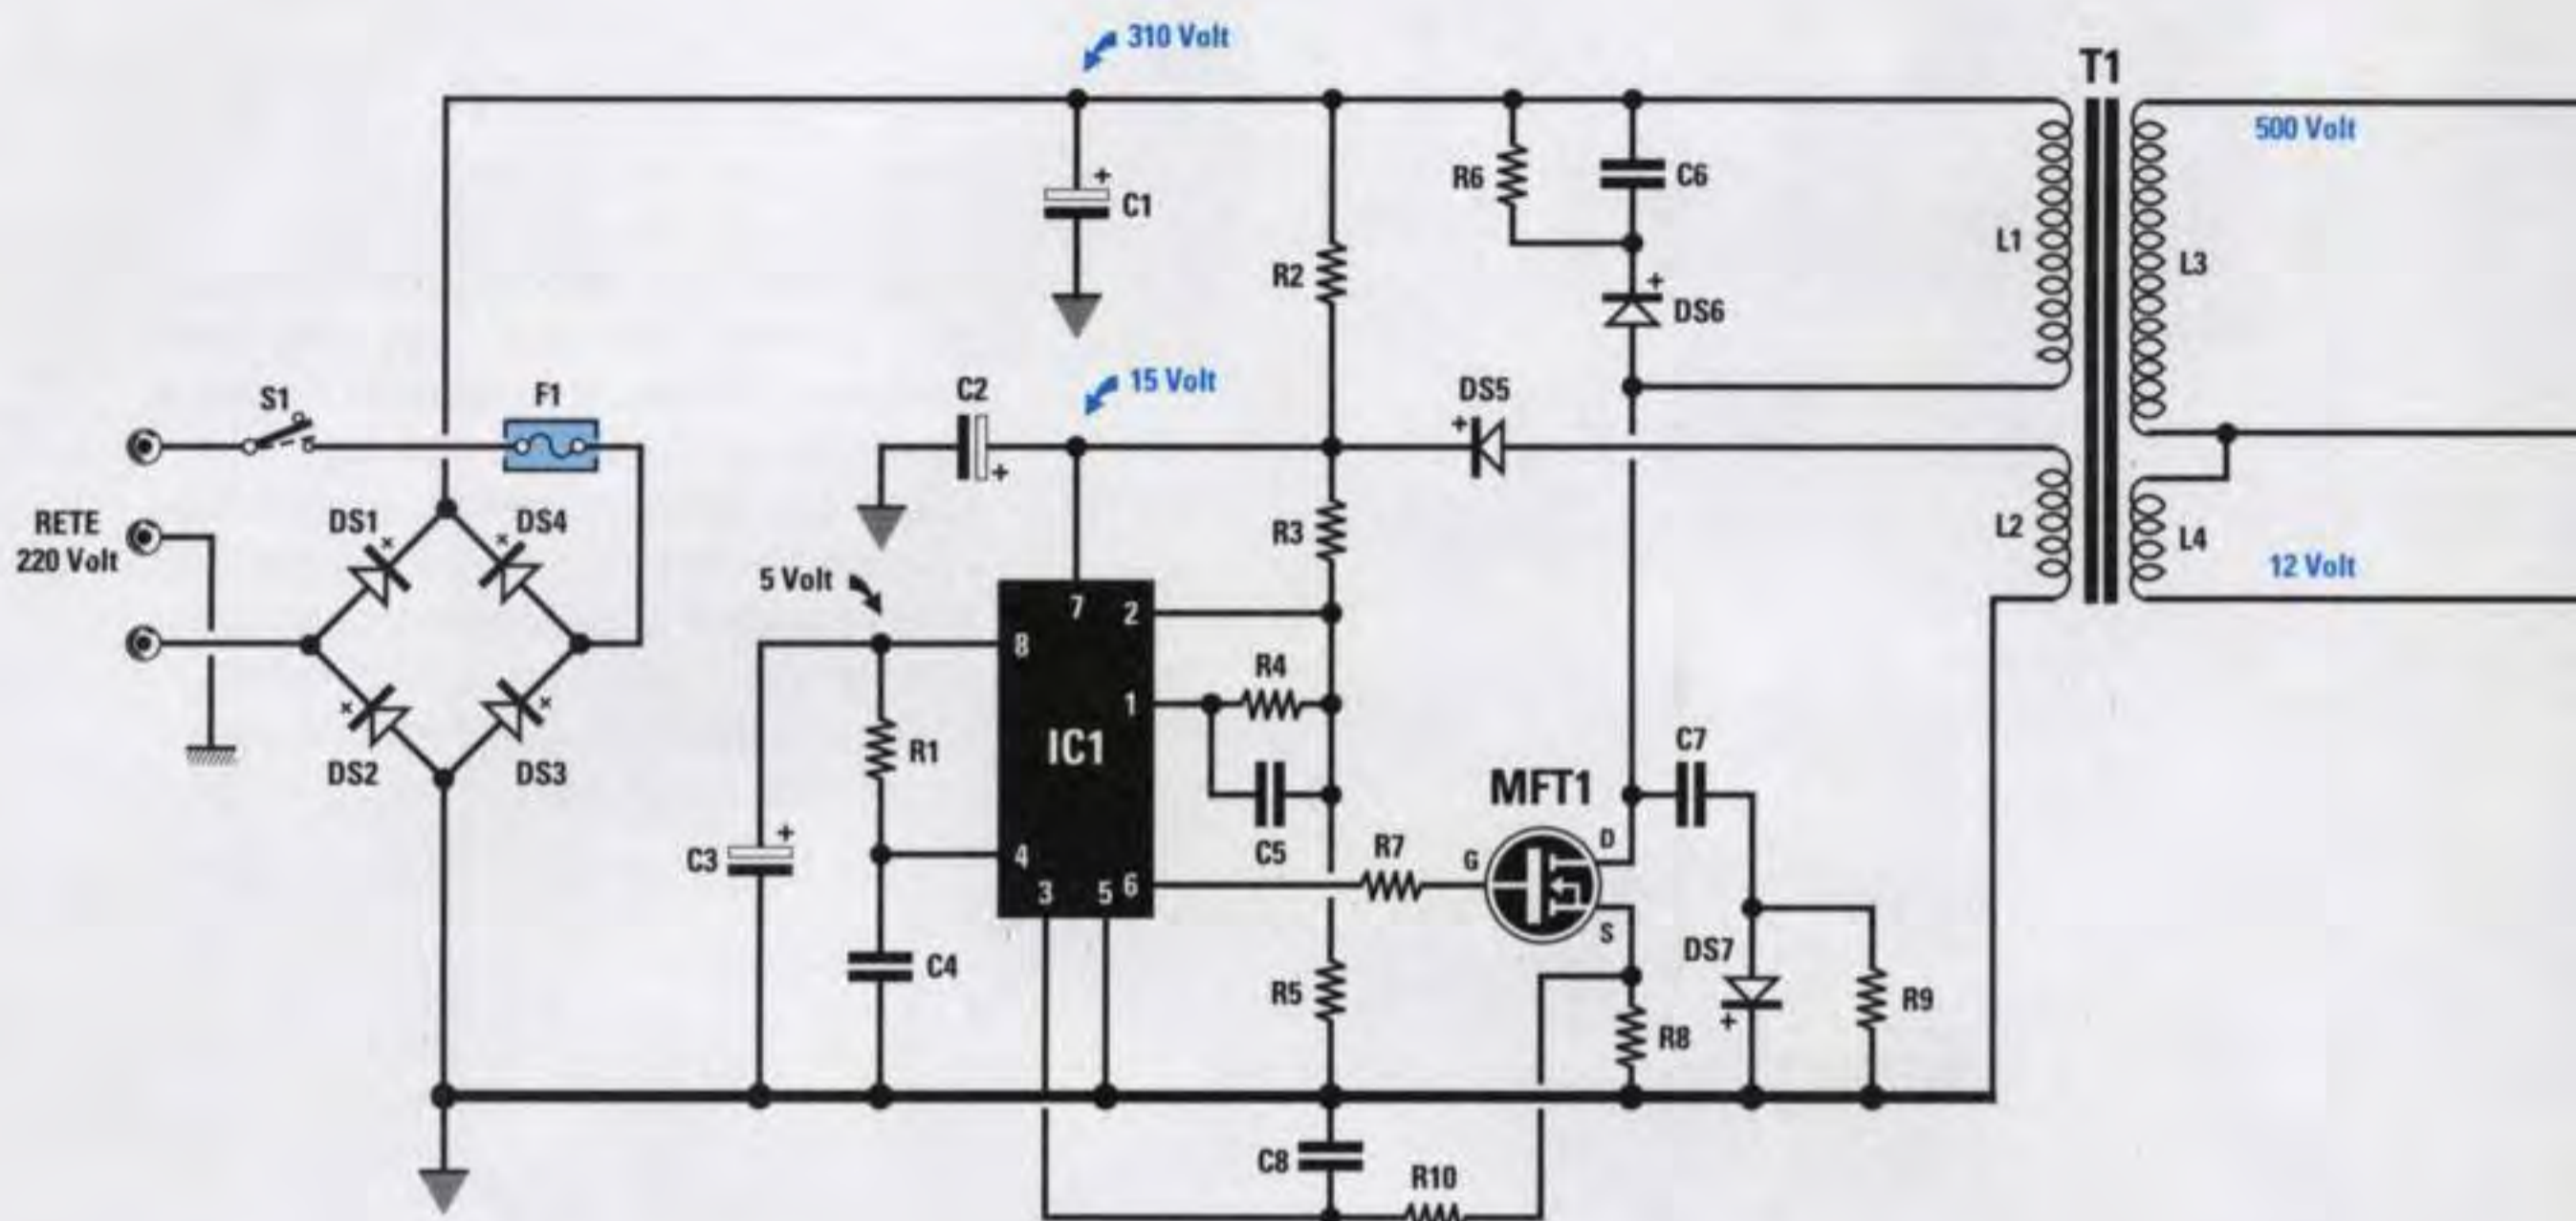 310 Volt
T1
500 Volt
+
C1
R6
C6
L1
L3
R2
+
DS6
15 Volt
C2
DS5
S1
F1
+
+
RETE
220 Volt
DS1
DS4
R3
L2
L4
12 Volt
5 Volt
7
2
8
R4
1
IC1
R1
DS2
DS3
C7
MFT1
+
C3
4
C5
R7
G
D
3
5
6
S
C4
DS7
R5
R9
+
R8
C8
R10